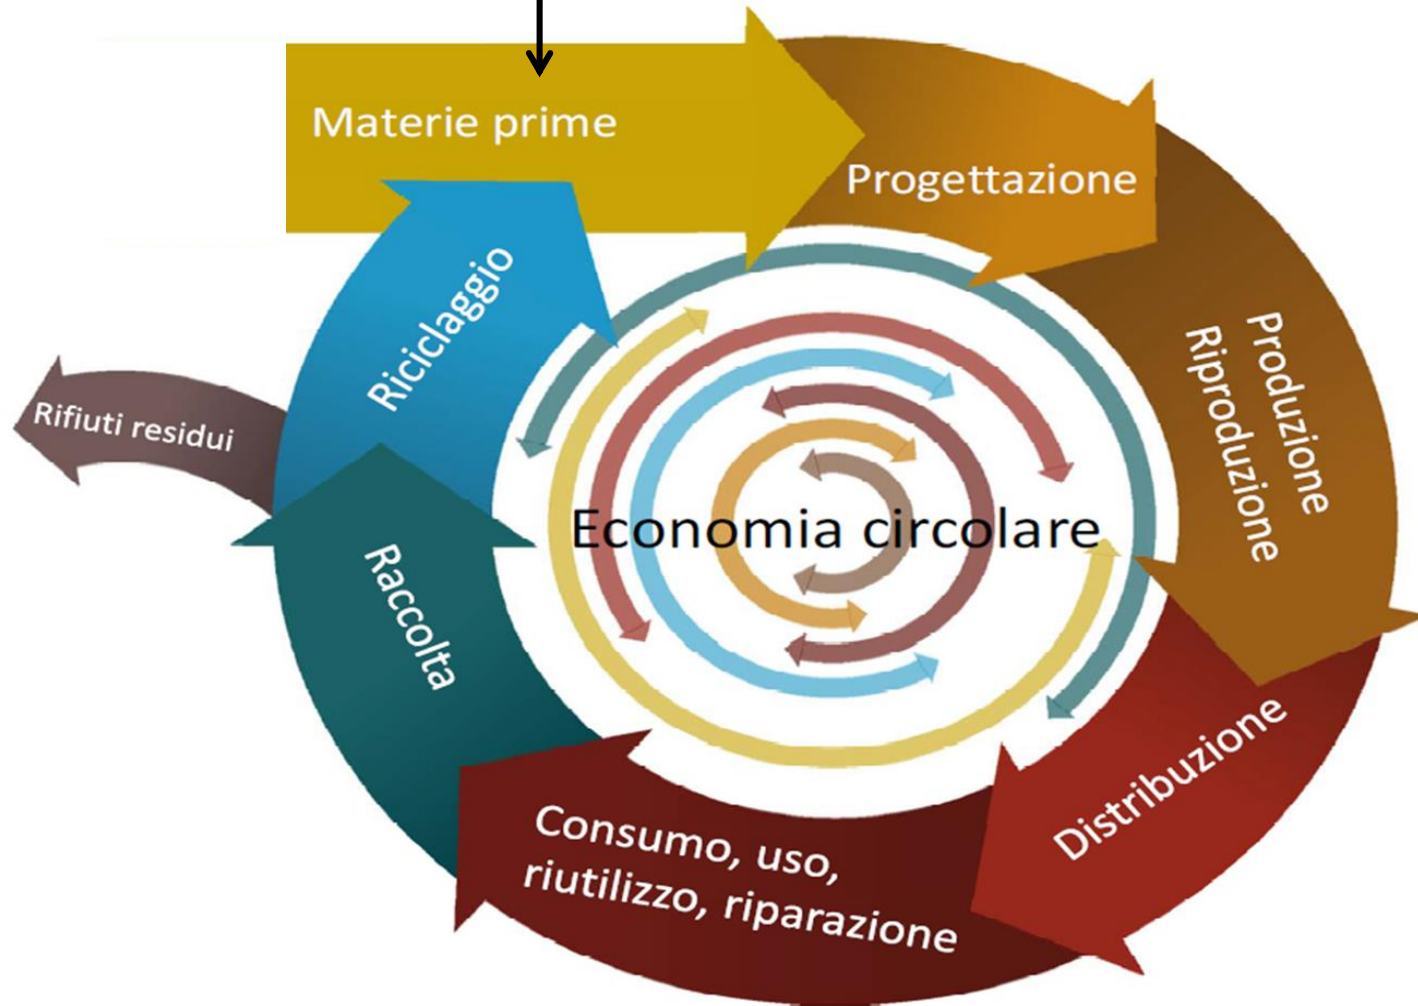 Materie prime
Progettazione
Produzione
Riproduzione
Distribuzione
Consumo, uso,
riutilizzo, riparazione
Raccolta
Riciclaggio
Rifiuti residui
Economia circolare